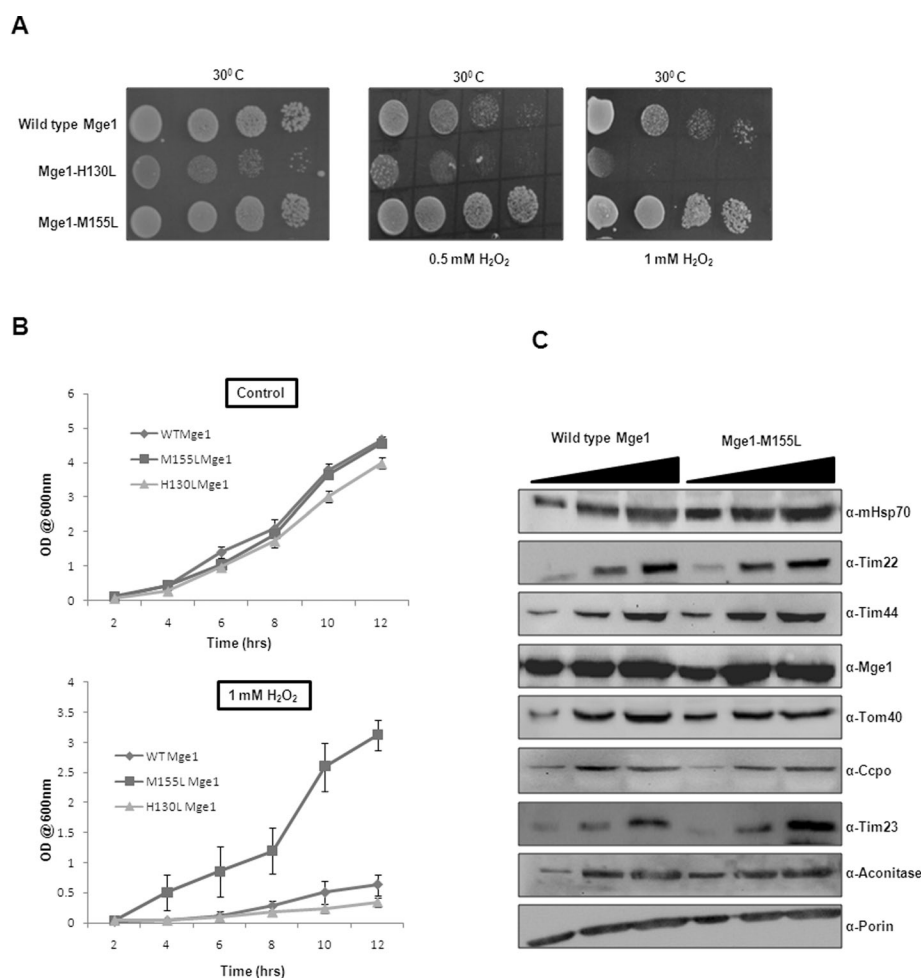 A
30⁰ C
30⁰ C
30⁰ C
Wild type Mge1
Mge1-H130L
Mge1-M155L
0.5 mM H₂O₂
1 mM H₂O₂
B
Control
OD @ 600nm
6
5
4
3
2
1
0
WTMge1
M155LMge1
H130LMge1
2 4 6 8 10 12
Time (hrs)
1 mM H₂O₂
OD @ 600nm
3.5
3
2.5
2
1.5
1
0.5
0
WTMge1
M155L Mge1
H130L Mge1
2 4 6 8 10 12
Time (hrs)
C
Wild type Mge1
Mge1-M155L
α-mHsp70
α-Tim22
α-Tim44
α-Mge1
α-Tom40
α-Ccpo
α-Tim23
α-Aconitase
α-Porin